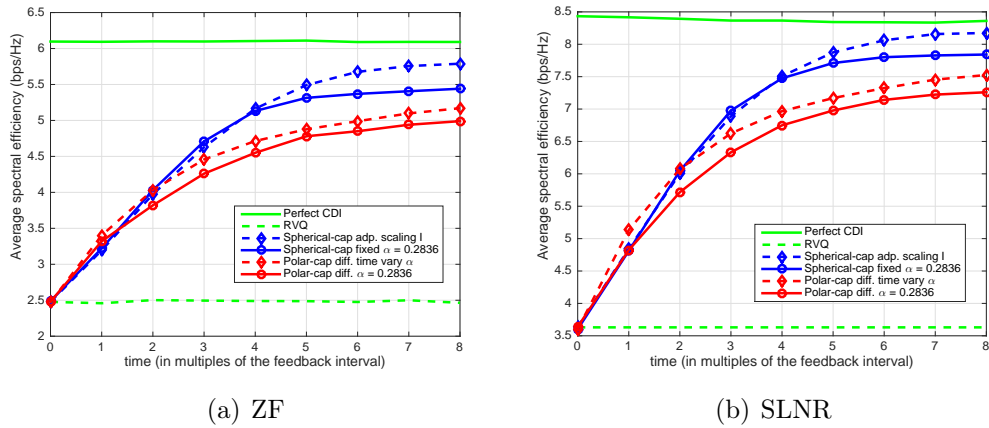 8.5
6.5
6
5.5
5
4.5
4
3.5
3
2.5
2
Average spectral efficiency (bps/Hz)
Perfect CDI
RVQ
Spherical-cap adp. scaling I
Spherical-cap fixed α = 0.2836
Polar-cap diff. time vary α
Polar-cap diff. α = 0.2836
0 1 2 3 4 5 6 7 8
time (in multiples of the feedback interval)
(a) ZF
8
7.5
7
6.5
6
5.5
5
4.5
4
3.5
Average spectral efficiency (bps/Hz)
Perfect CDI
RVQ
Spherical-cap adp. scaling I
Spherical-cap fixed α = 0.2836
Polar-cap diff. time vary α
Polar-cap diff. α = 0.2836
0 1 2 3 4 5 6 7 8
time (in multiples of the feedback interval)
(b) SLNR